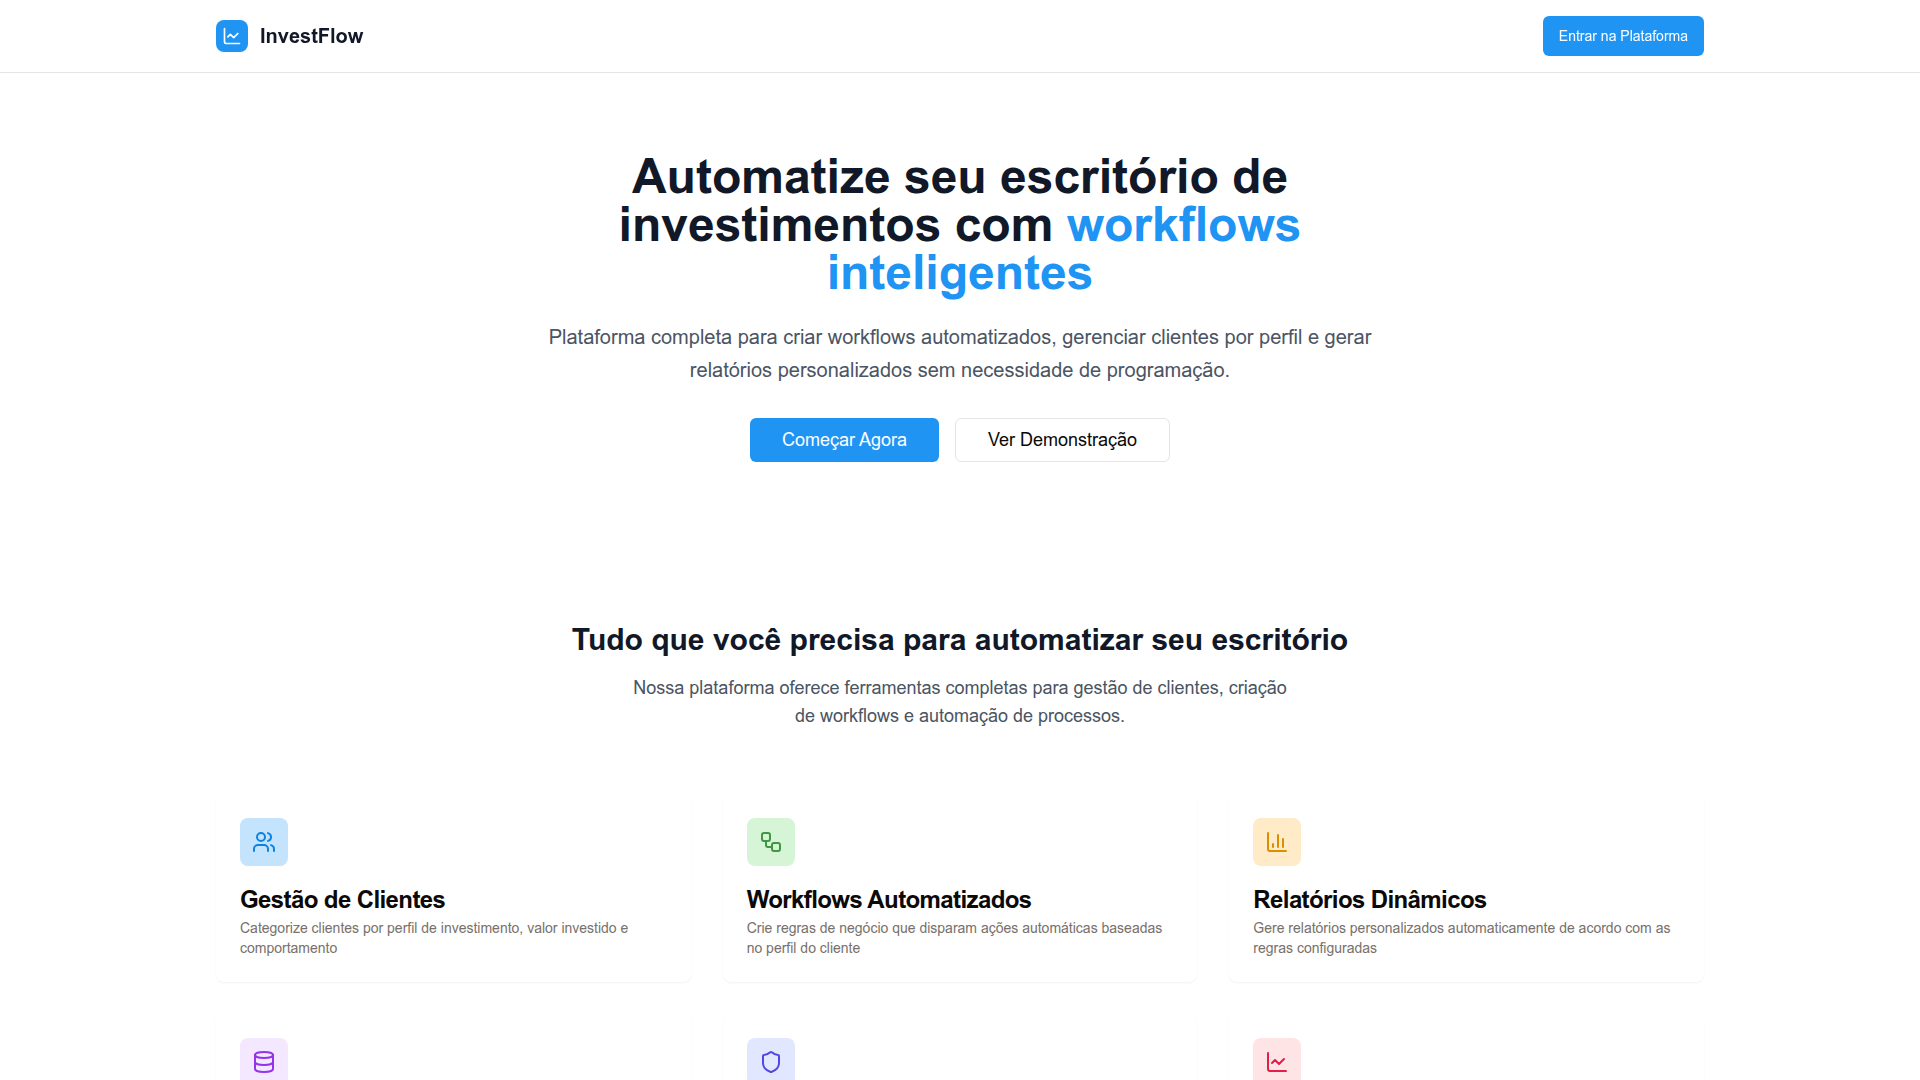 InvestFlow
Entrar na Plataforma
Automatize seu escritório de
investimentos com workflows
inteligentes
Plataforma completa para criar workflows automatizados, gerenciar clientes por perfil e gerar
relatórios personalizados sem necessidade de programação.
Começar Agora
Ver Demonstração
Tudo que você precisa para automatizar seu escritório
Nossa plataforma oferece ferramentas completas para gestão de clientes, criação
de workflows e automação de processos.
Gestão de Clientes
Categorize clientes por perfil de investimento, valor investido e
comportamento
Workflows Automatizados
Crie regras de negócio que disparam ações automáticas baseadas
no perfil do cliente
Relatórios Dinâmicos
Gere relatórios personalizados automaticamente de acordo com as
regras configuradas